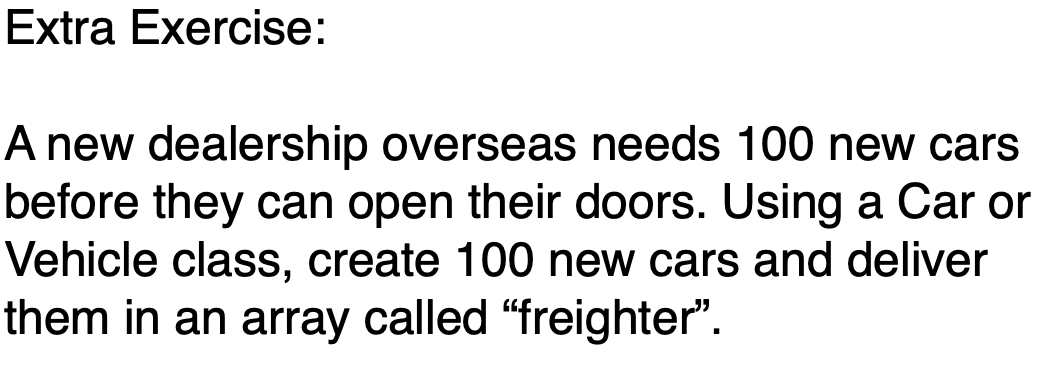 Extra Exercise:
A new dealership overseas needs 100 new cars
before they can open their doors. Using a Car or
Vehicle class, create 100 new cars and deliver
them in an array called “freighter”.